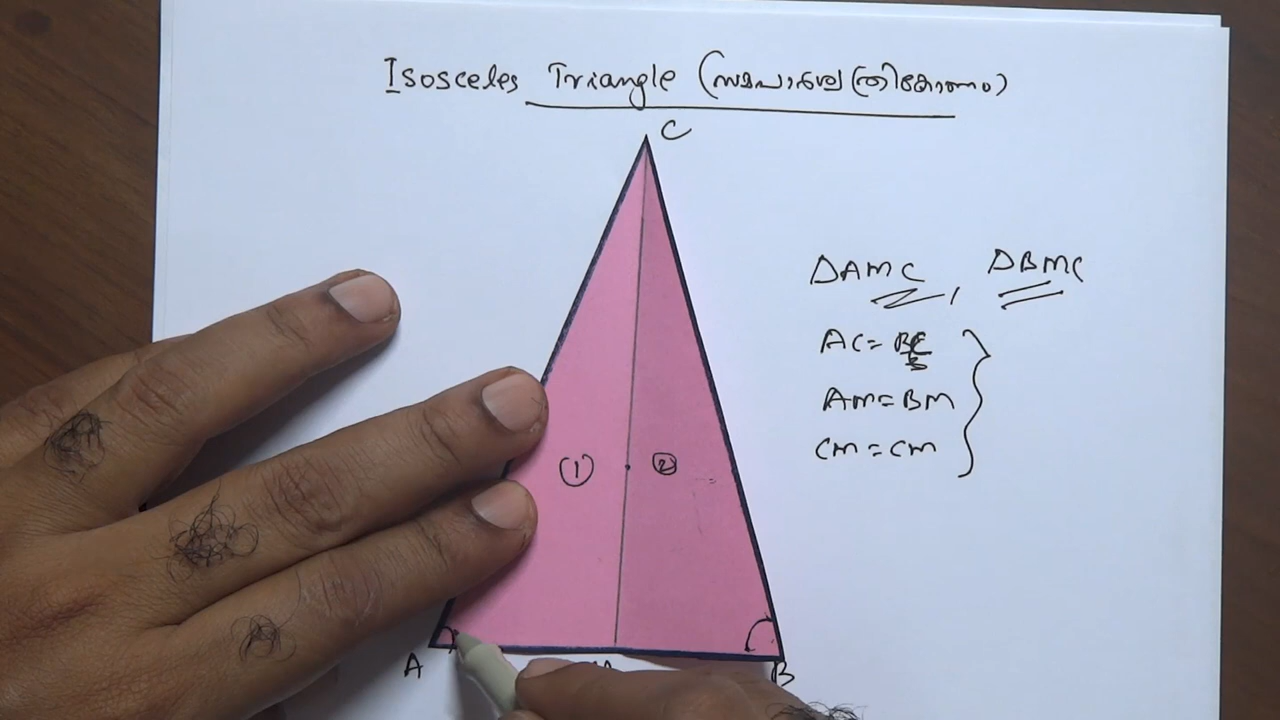 Isosceles Triangle (സമപാർശ്വ ത്രികോണം)
C
ΔAMC, ΔBMC
AC = BC
AM = BM
CM = CM
① ②
A M B